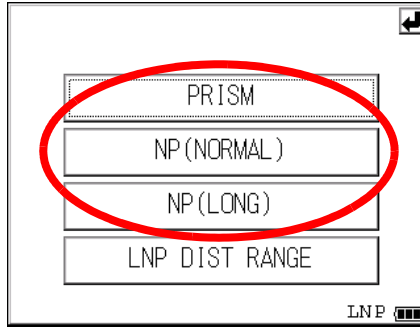 PRISM
NP(NORMAL)
NP(LONG)
LNP DIST RANGE
LNP